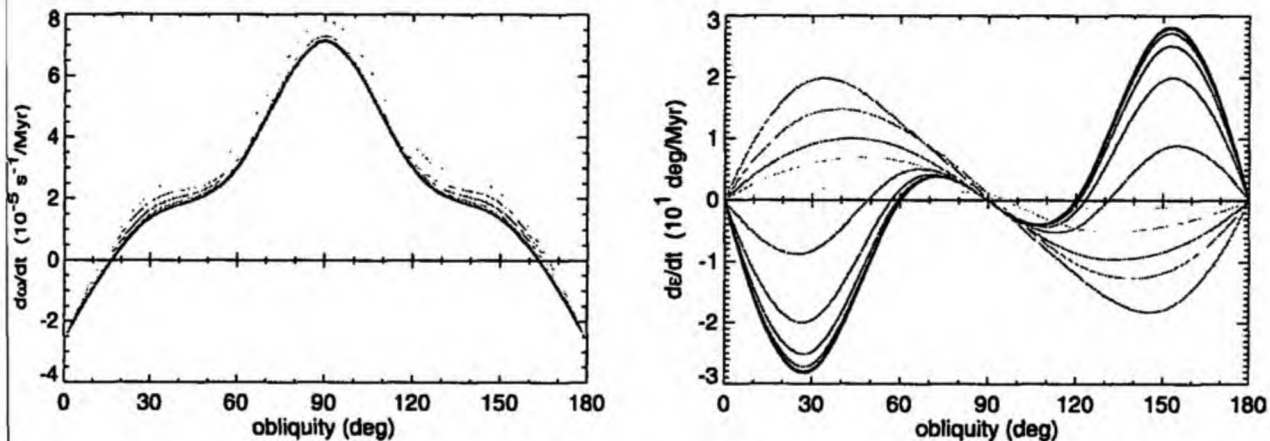 8
6
4
2
0
-2
-4
dω/dt (10⁻⁵ s⁻¹/Myr)
0 30 60 90 120 150 180
obliquity (deg)
3
2
1
0
-1
-2
-3
dε/dt (10¹ deg/Myr)
0 30 60 90 120 150 180
obliquity (deg)